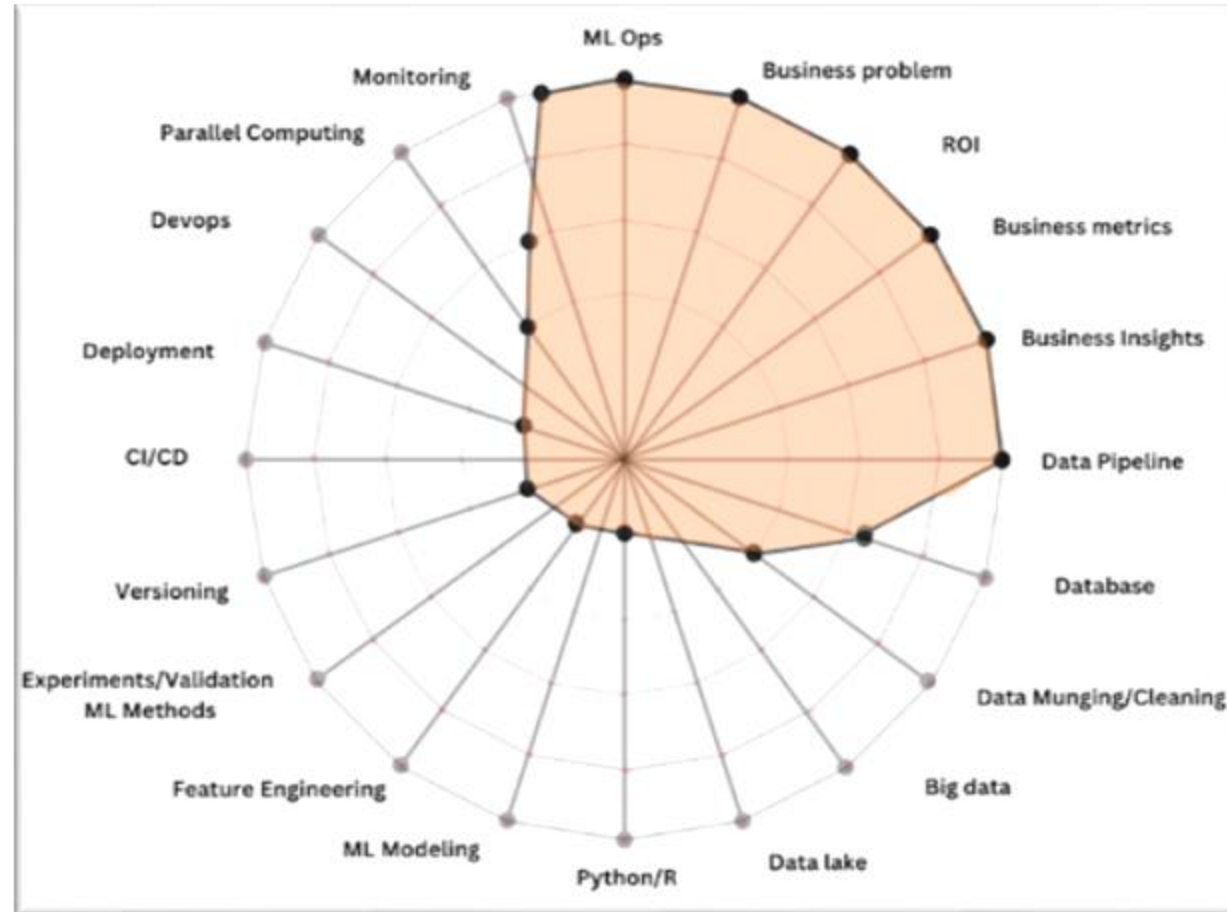 ML Ops
Business problem
ROI
Business metrics
Business Insights
Data Pipeline
Database
Data Munging/Cleaning
Big data
Data lake
Python/R
ML Modeling
Feature Engineering
Experiments/Validation
ML Methods
Versioning
CI/CD
Deployment
Devops
Parallel Computing
Monitoring